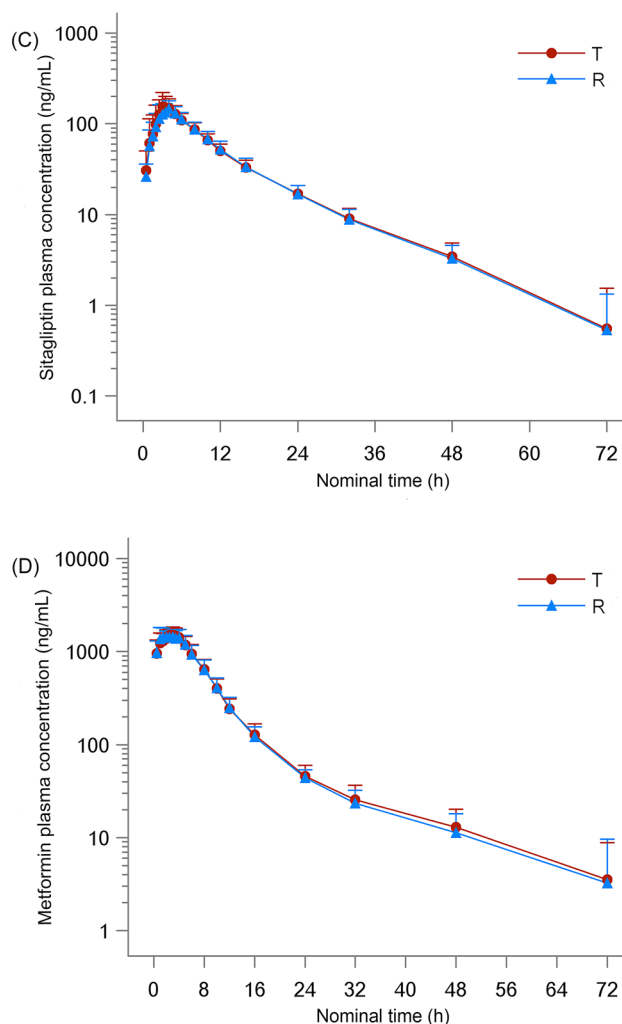 (C)
Sitagliptin plasma concentration (ng/mL)
1000
100
10
1
0.1
T
R
0 12 24 36 48 60 72
Nominal time (h)
(D)
Metformin plasma concentration (ng/mL)
10000
1000
100
10
1
T
R
0 8 16 24 32 40 48 56 64 72
Nominal time (h)